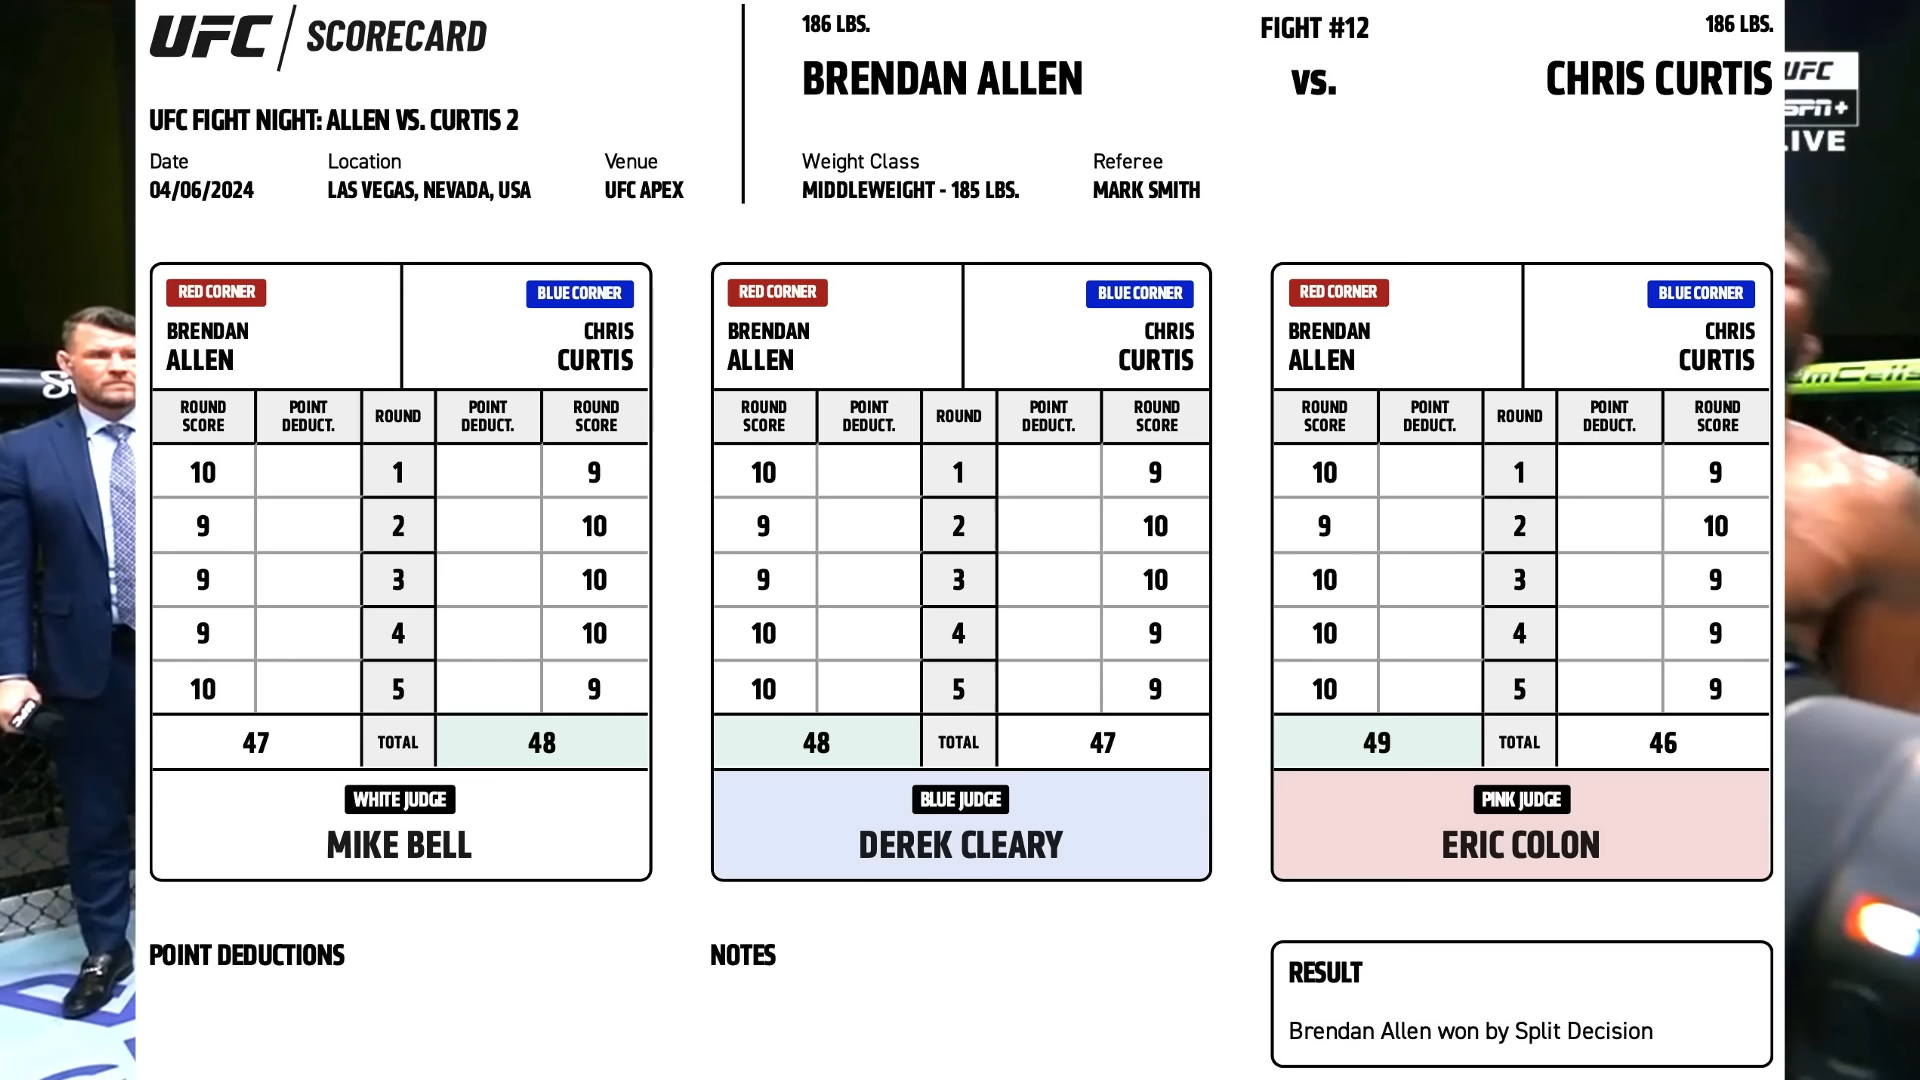 UFC / SCORECARD
UFC FIGHT NIGHT: ALLEN VS. CURTIS 2
Date Location Venue
04/06/2024 LAS VEGAS, NEVADA, USA UFC APEX
186 LBS. FIGHT #12 186 LBS.
BRENDAN ALLEN VS. CHRIS CURTIS
Weight Class Referee
MIDDLEWEIGHT - 185 LBS. MARK SMITH
UFC
ESPN+
LIVE
RED CORNER BLUE CORNER
BRENDAN CHRIS
ALLEN CURTIS
ROUND POINT ROUND POINT ROUND
SCORE DEDUCT. DEDUCT. SCORE
10 1 9
9 2 10
9 3 10
9 4 10
10 5 9
47 TOTAL 48
WHITE JUDGE
MIKE BELL
RED CORNER BLUE CORNER
BRENDAN CHRIS
ALLEN CURTIS
ROUND POINT ROUND POINT ROUND
SCORE DEDUCT. DEDUCT. SCORE
10 1 9
9 2 10
9 3 10
10 4 9
10 5 9
48 TOTAL 47
BLUE JUDGE
DEREK CLEARY
RED CORNER BLUE CORNER
BRENDAN CHRIS
ALLEN CURTIS
ROUND POINT ROUND POINT ROUND
SCORE DEDUCT. DEDUCT. SCORE
10 1 9
9 2 10
10 3 9
10 4 9
10 5 9
49 TOTAL 46
PINK JUDGE
ERIC COLON
POINT DEDUCTIONS
NOTES
RESULT
Brendan Allen won by Split Decision